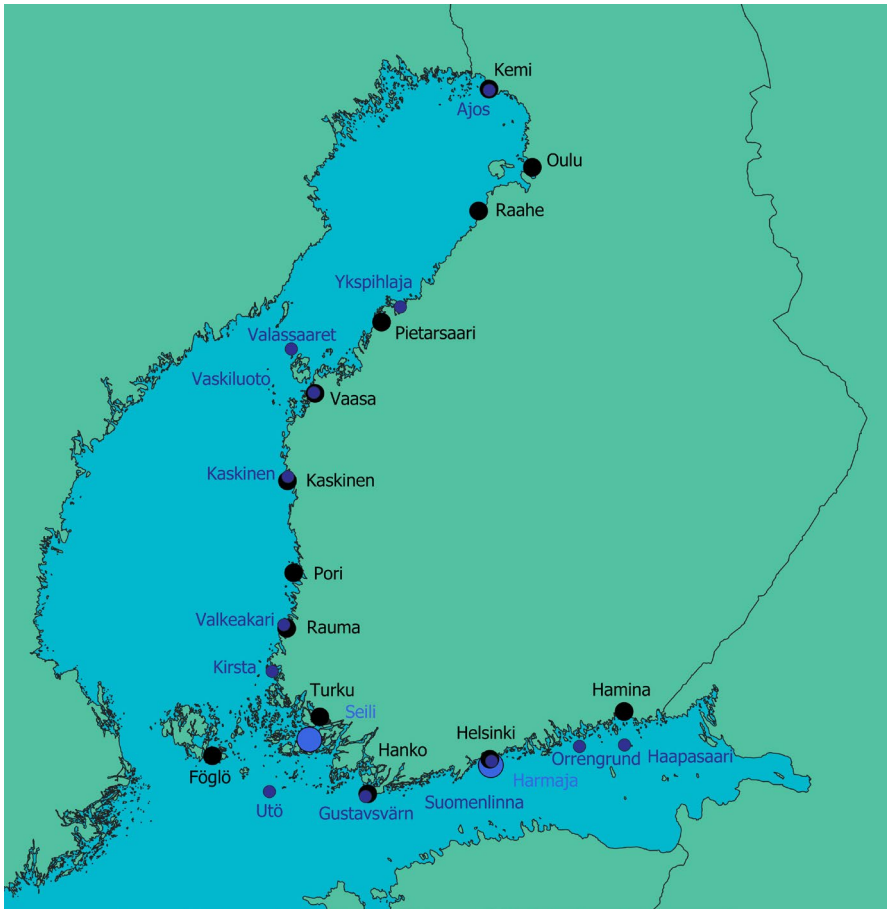 Kemi
Ajos
Oulu
Raahe
Ykspihlaja
Pietarsaari
Valassaaret
Vaskiluoto
Vaasa
Kaskinen
Kaskinen
Pori
Valkeakari
Rauma
Kirsta
Turku
Seili
Hamina
Föglö
Hanko
Helsinki
Orrengrund
Haapasaari
Harmaja
Utö
Gustavsvärn
Suomenlinna